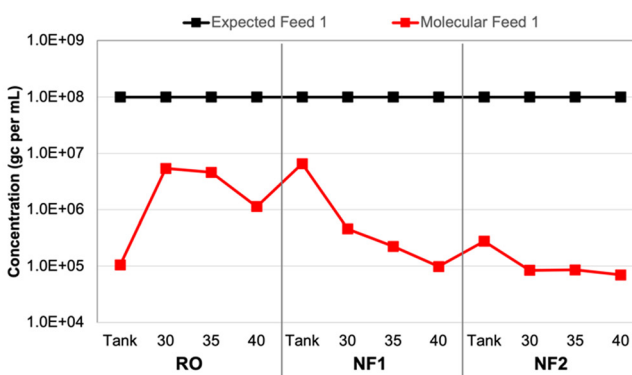 Expected Feed 1 Molecular Feed 1
Concentration (gc per mL)
1.0E+09
1.0E+08
1.0E+07
1.0E+06
1.0E+05
1.0E+04
Tank 30 35 40 Tank 30 35 40 Tank 30 35 40
RO NF1 NF2